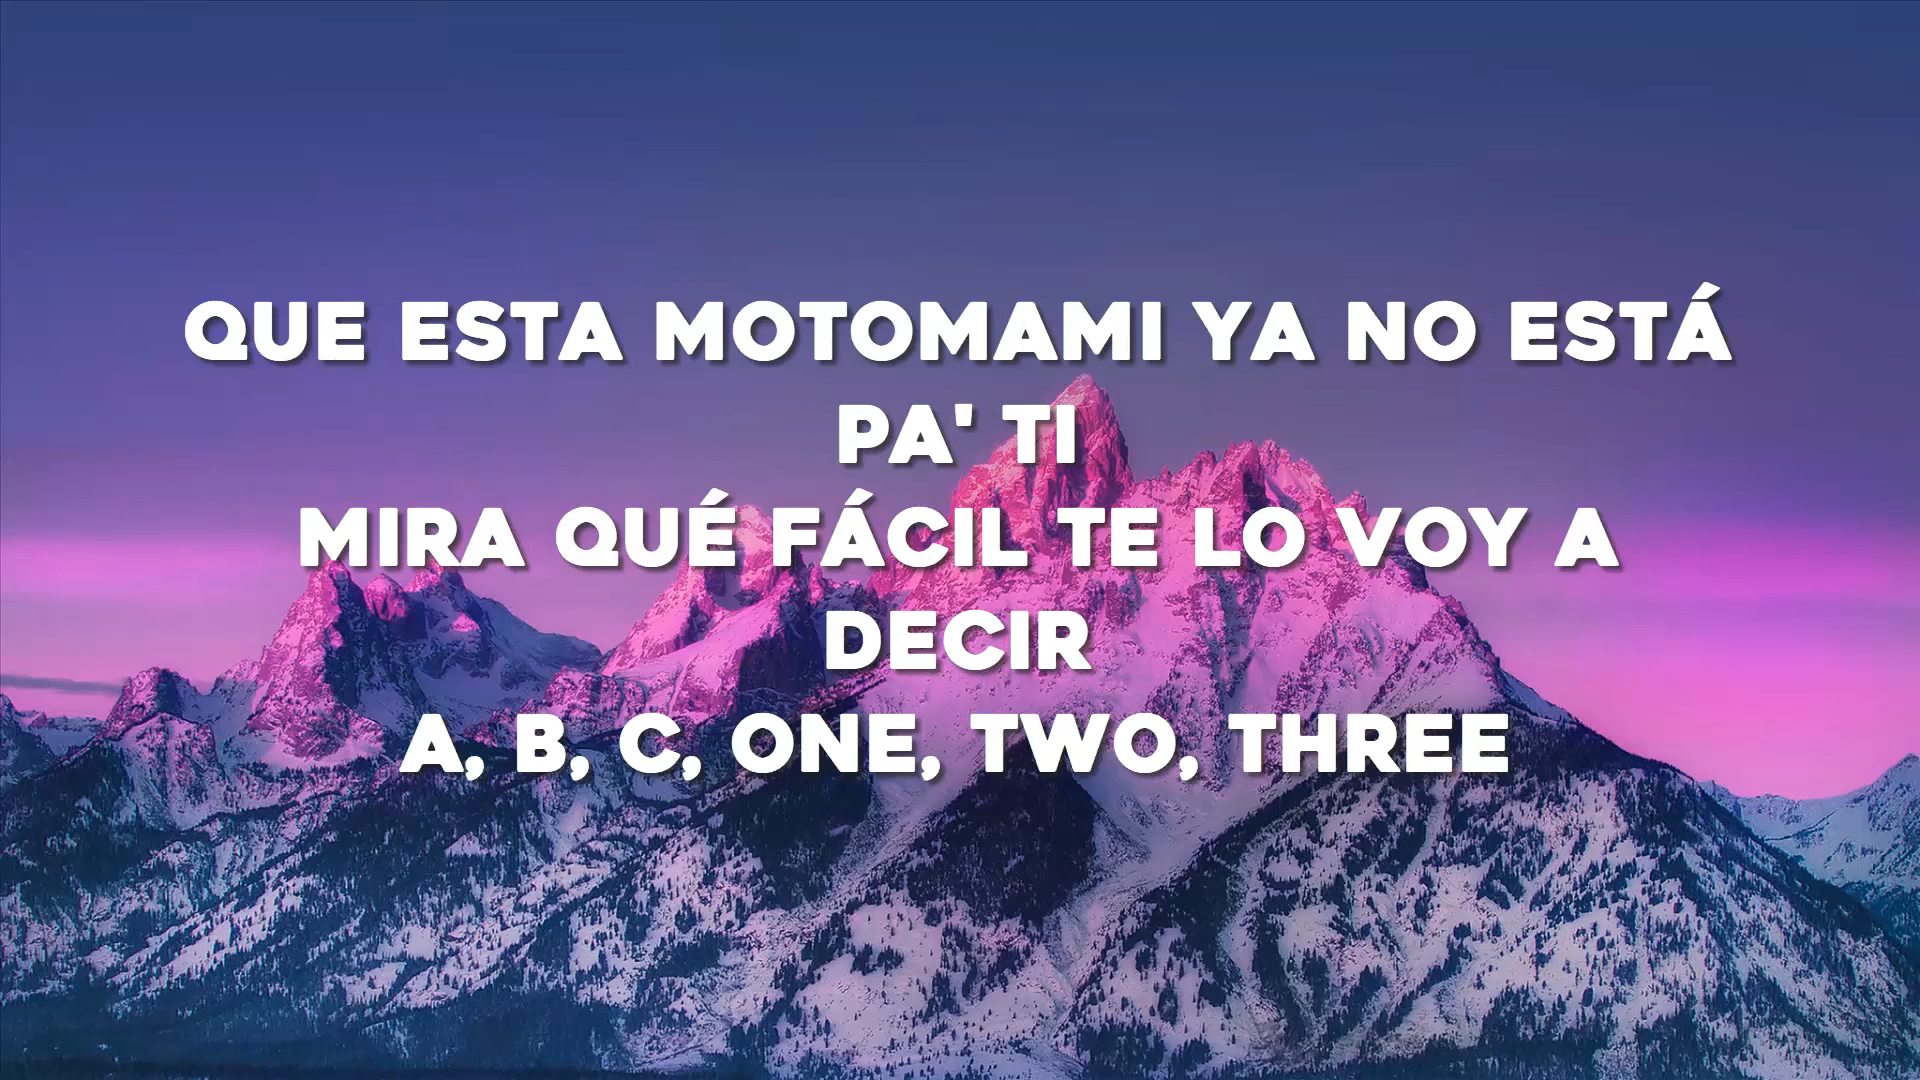 QUE ESTA MOTOMAMI YA NO ESTÁ
PA' TI
MIRA QUÉ FÁCIL TE LO VOY A
DECIR
A, B, C, ONE, TWO, THREE